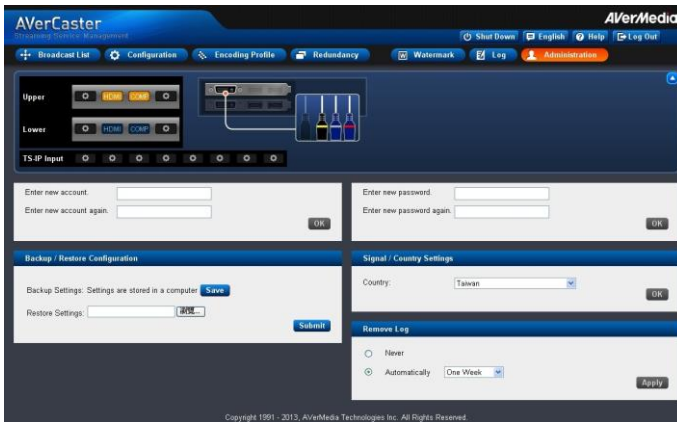 AVerCaster
Streaming Service Management
AVerMedia
Shut Down English Help Log Out
Broadcast List Configuration Encoding Profile Redundancy Watermark Log Administration
Upper HDMI COMP
Lower HDMI COMP
TS-IP Input
Enter new account.
Enter new account again.
OK
Enter new password.
Enter new password again.
OK
Backup / Restore Configuration
Backup Settings: Settings are stored in a computer Save
Restore Settings: 瀏覽...
Submit
Signal / Country Settings
Country: Taiwan
OK
Remove Log
Never
Automatically One Week
Apply
Copyright 1991 - 2013, AVerMedia Technologies Inc. All Rights Reserved.